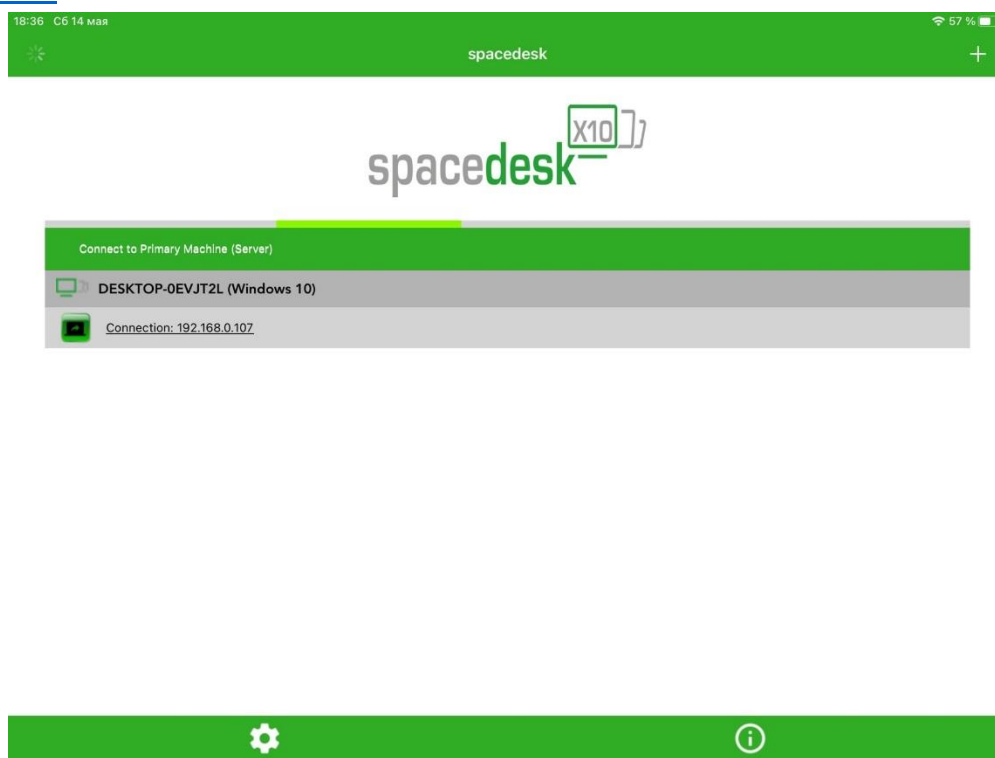 18:36 Сб 14 мая
57 %
spacedesk
X10
spacedesk
Connect to Primary Machine (Server)
DESKTOP-0EVJT2L (Windows 10)
Connection: 192.168.0.107